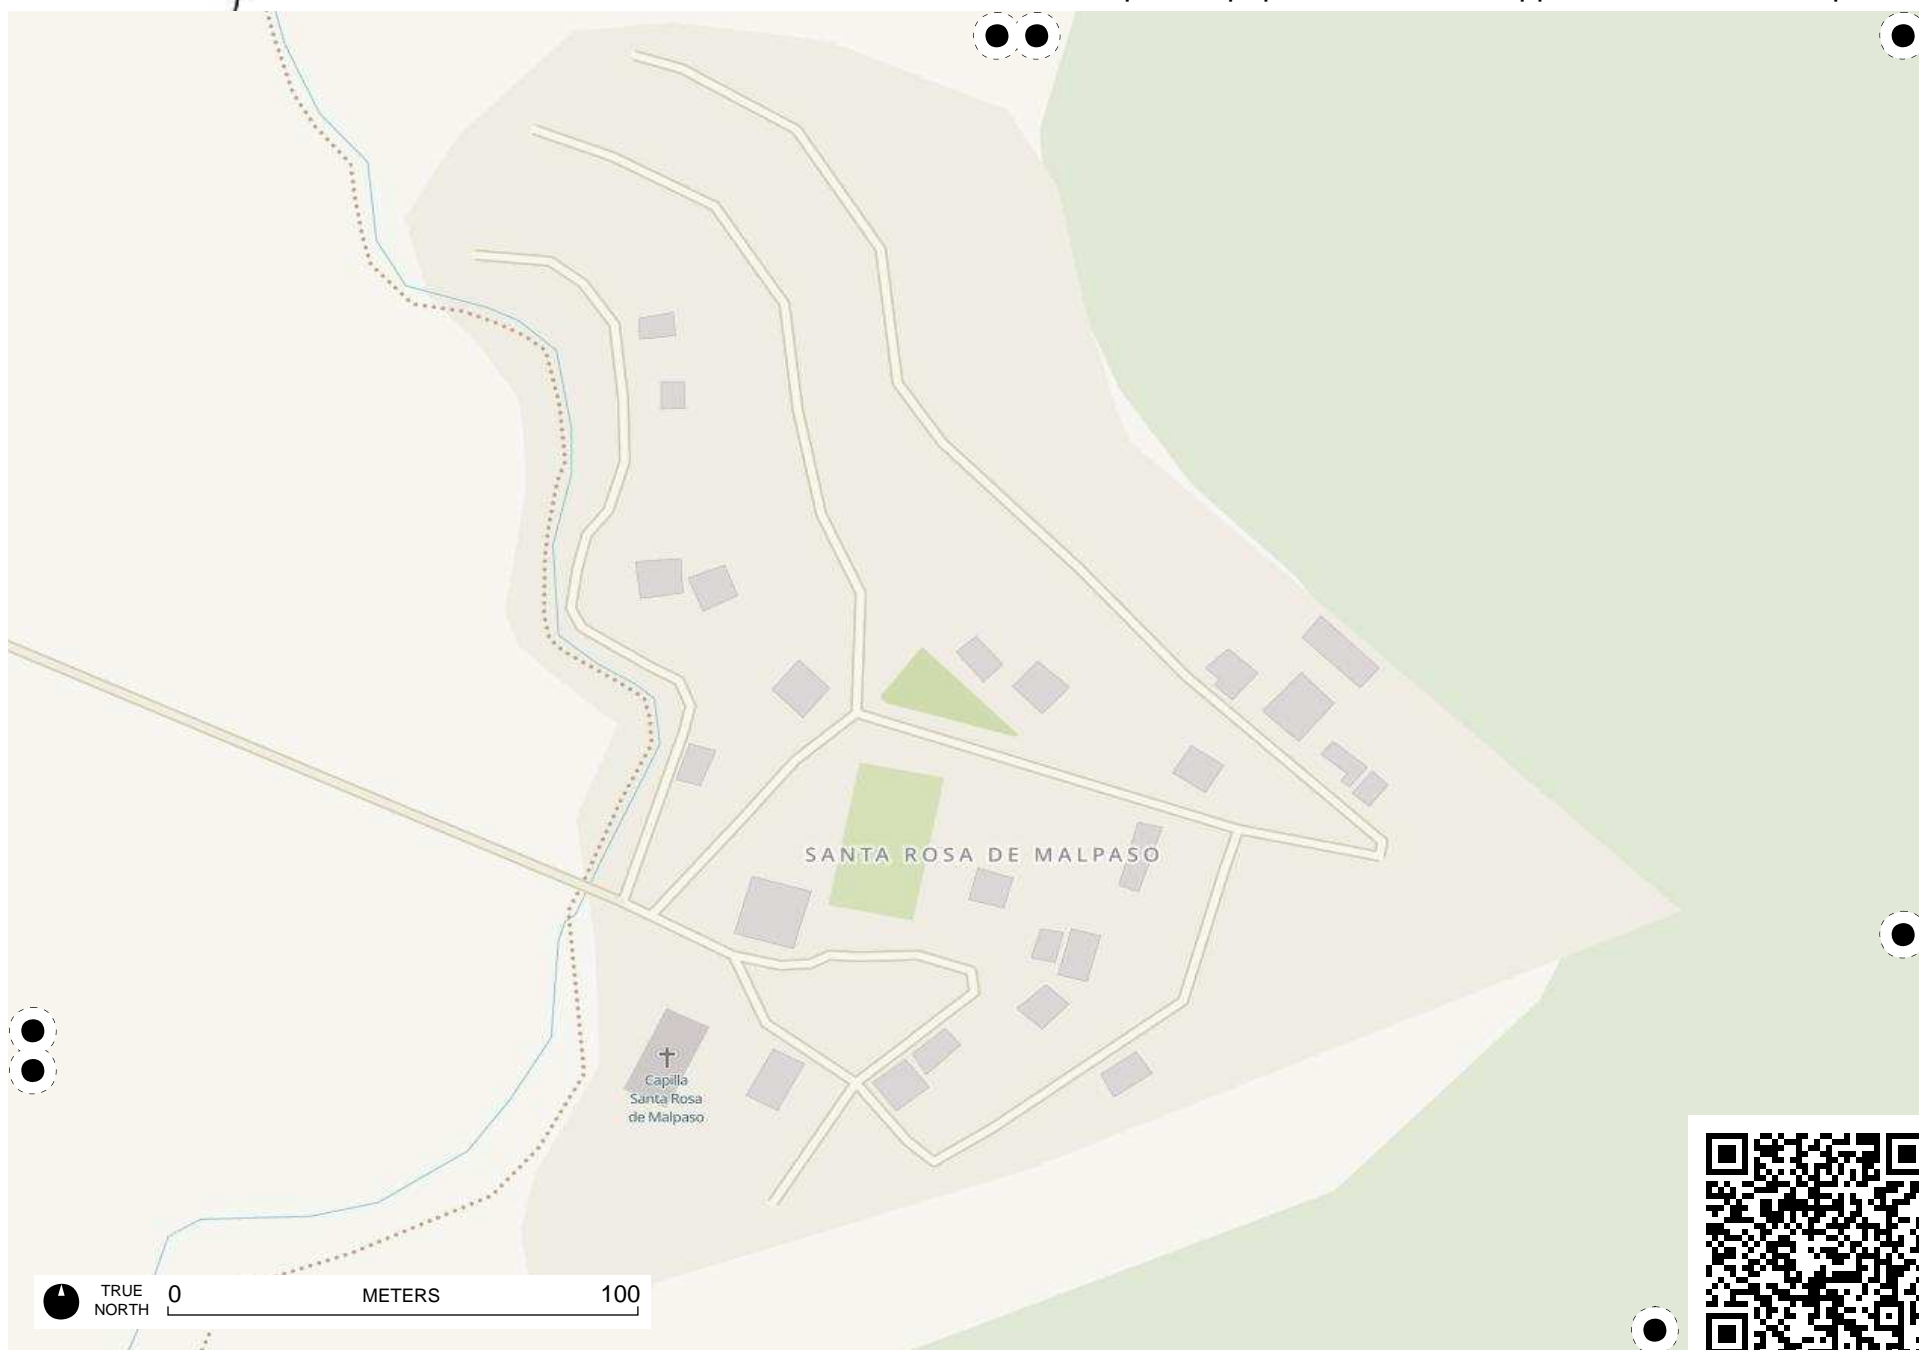 SANTA ROSA DE MALPASO
Capilla
Santa Rosa
de Malpaso
TRUE
NORTH
0 METERS 100